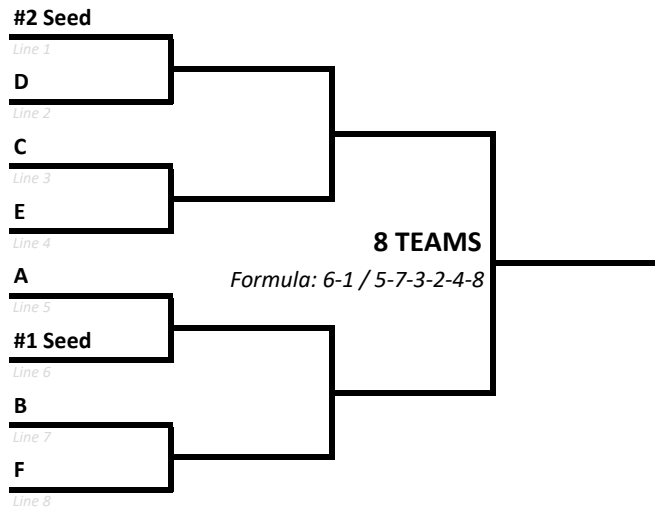 #2 Seed
Line 1
D
Line 2
C
Line 3
E
Line 4
8 TEAMS
A
Formula: 6-1 / 5-7-3-2-4-8
Line 5
#1 Seed
Line 6
B
Line 7
F
Line 8